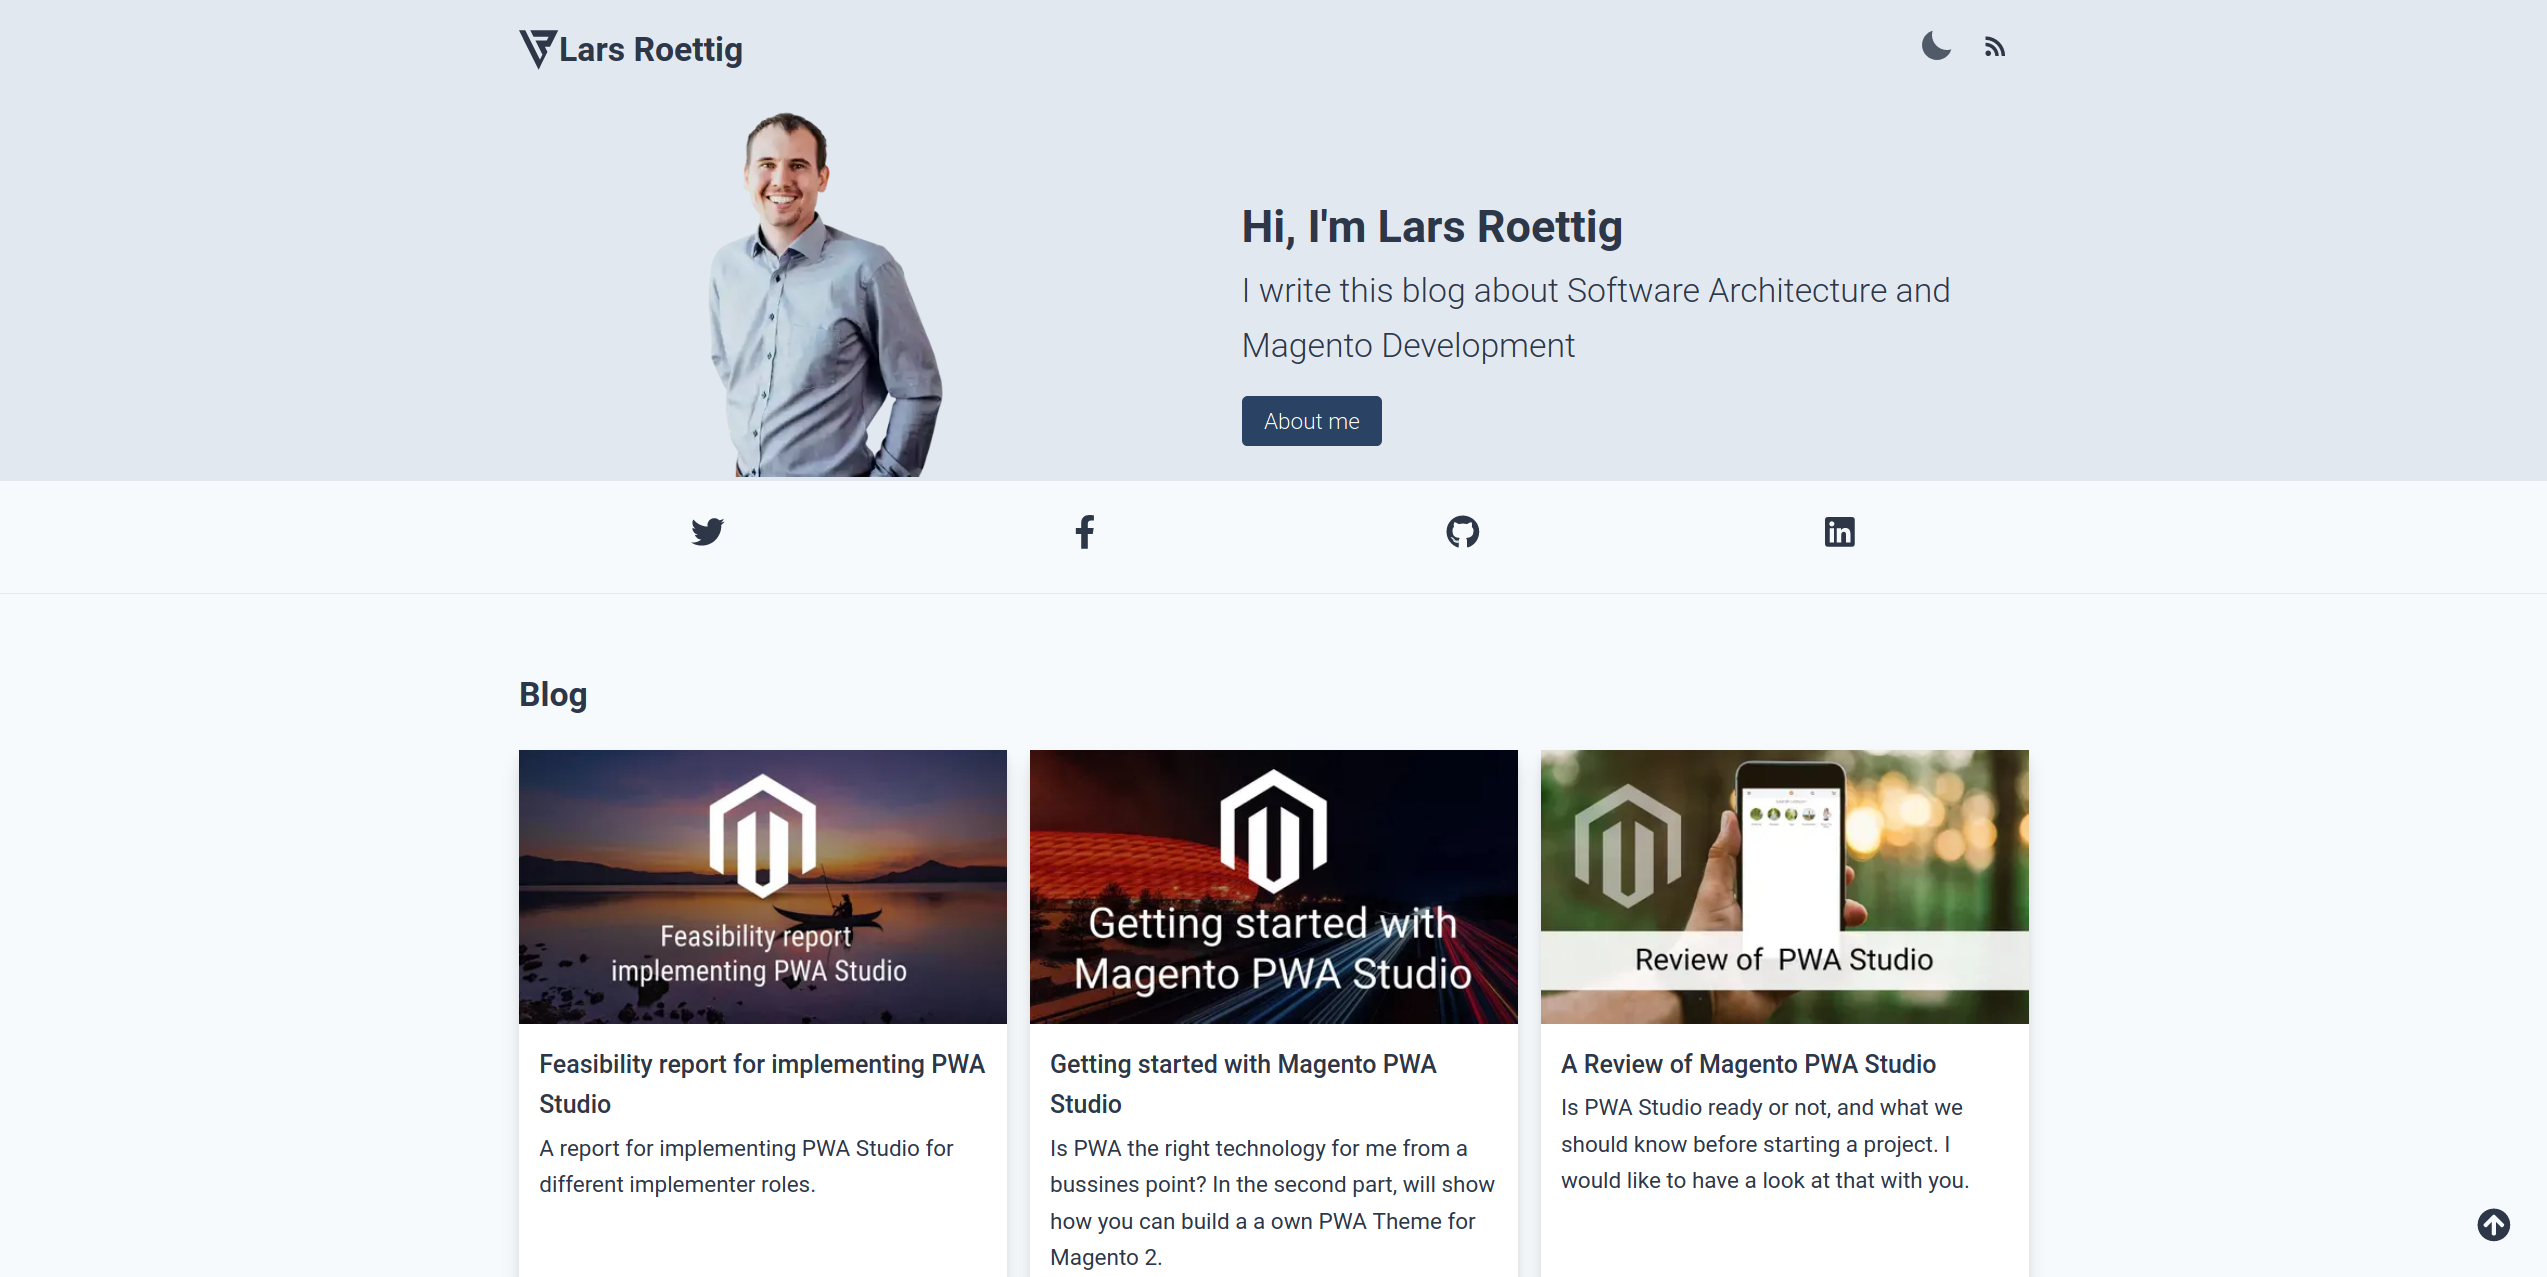 Lars Roettig
Hi, I'm Lars Roettig
I write this blog about Software Architecture and
Magento Development
About me
Blog
Feasibility report
implementing PWA Studio
Getting started with
Magento PWA Studio
Review of PWA Studio
Feasibility report for implementing PWA
Studio
A report for implementing PWA Studio for
different implementer roles.
Getting started with Magento PWA
Studio
Is PWA the right technology for me from a
bussines point? In the second part, will show
how you can build a a own PWA Theme for
Magento 2.
A Review of Magento PWA Studio
Is PWA Studio ready or not, and what we
should know before starting a project. I
would like to have a look at that with you.